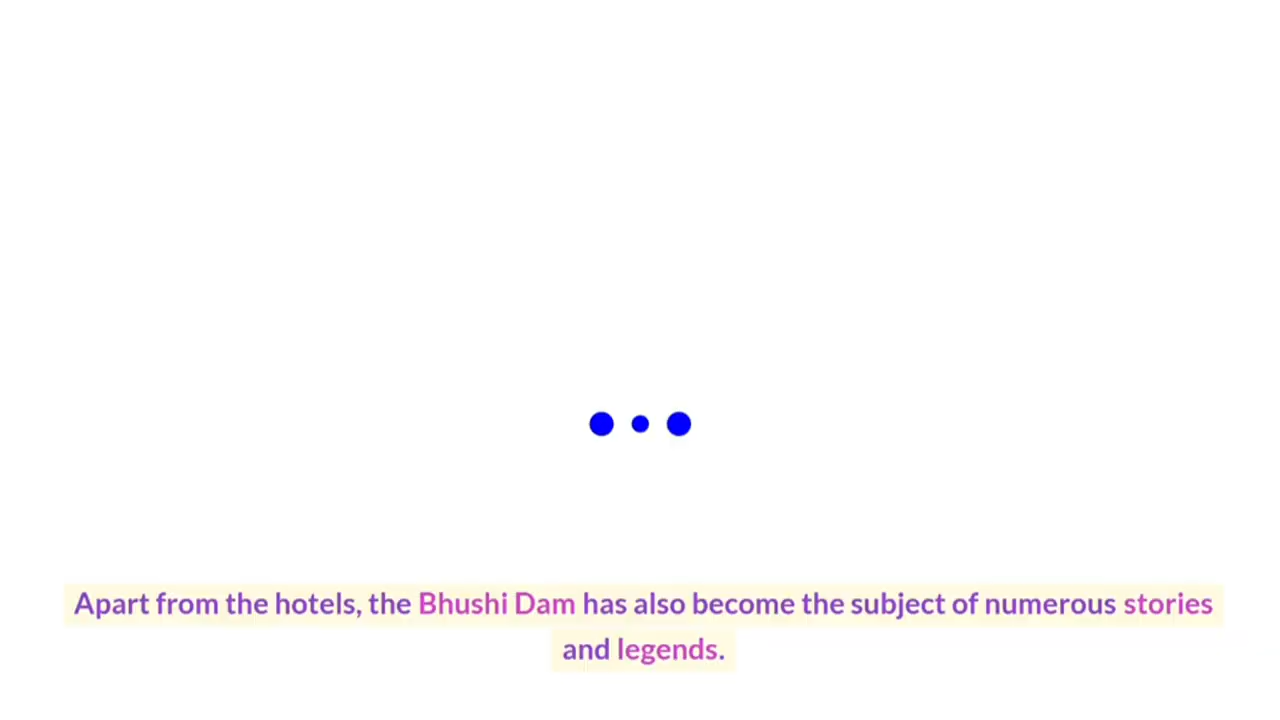 Apart from the hotels, the Bhushi Dam has also become the subject of numerous stories
and legends.